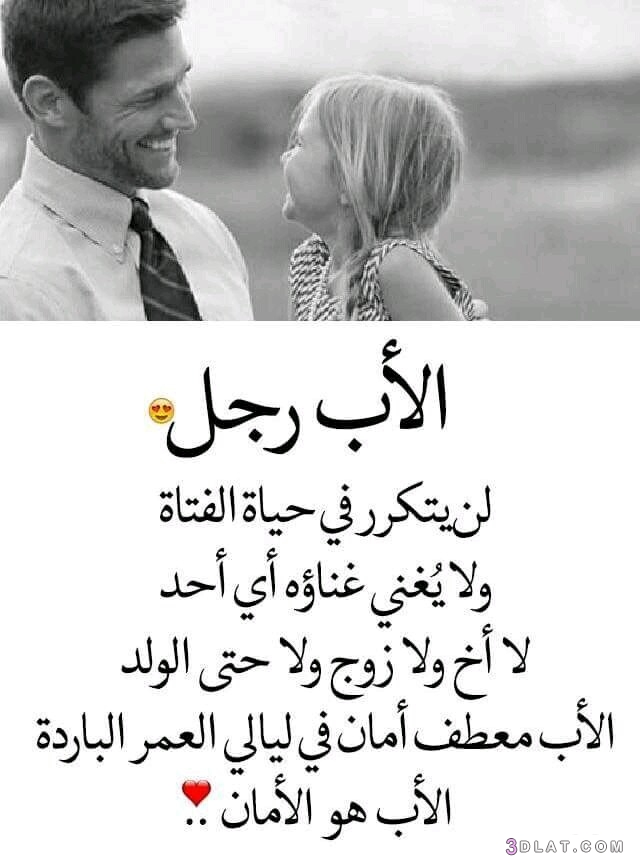 الأب رجل 😍
لن يتكرر في حياة الفتاة
ولا يُغني غناؤه أي أحد
لا أخ ولا زوج ولا حتى الولد
الأب معطف أمان في ليالي العمر الباردة
الأب هو الأمان .. ❤
3DLAT.COM